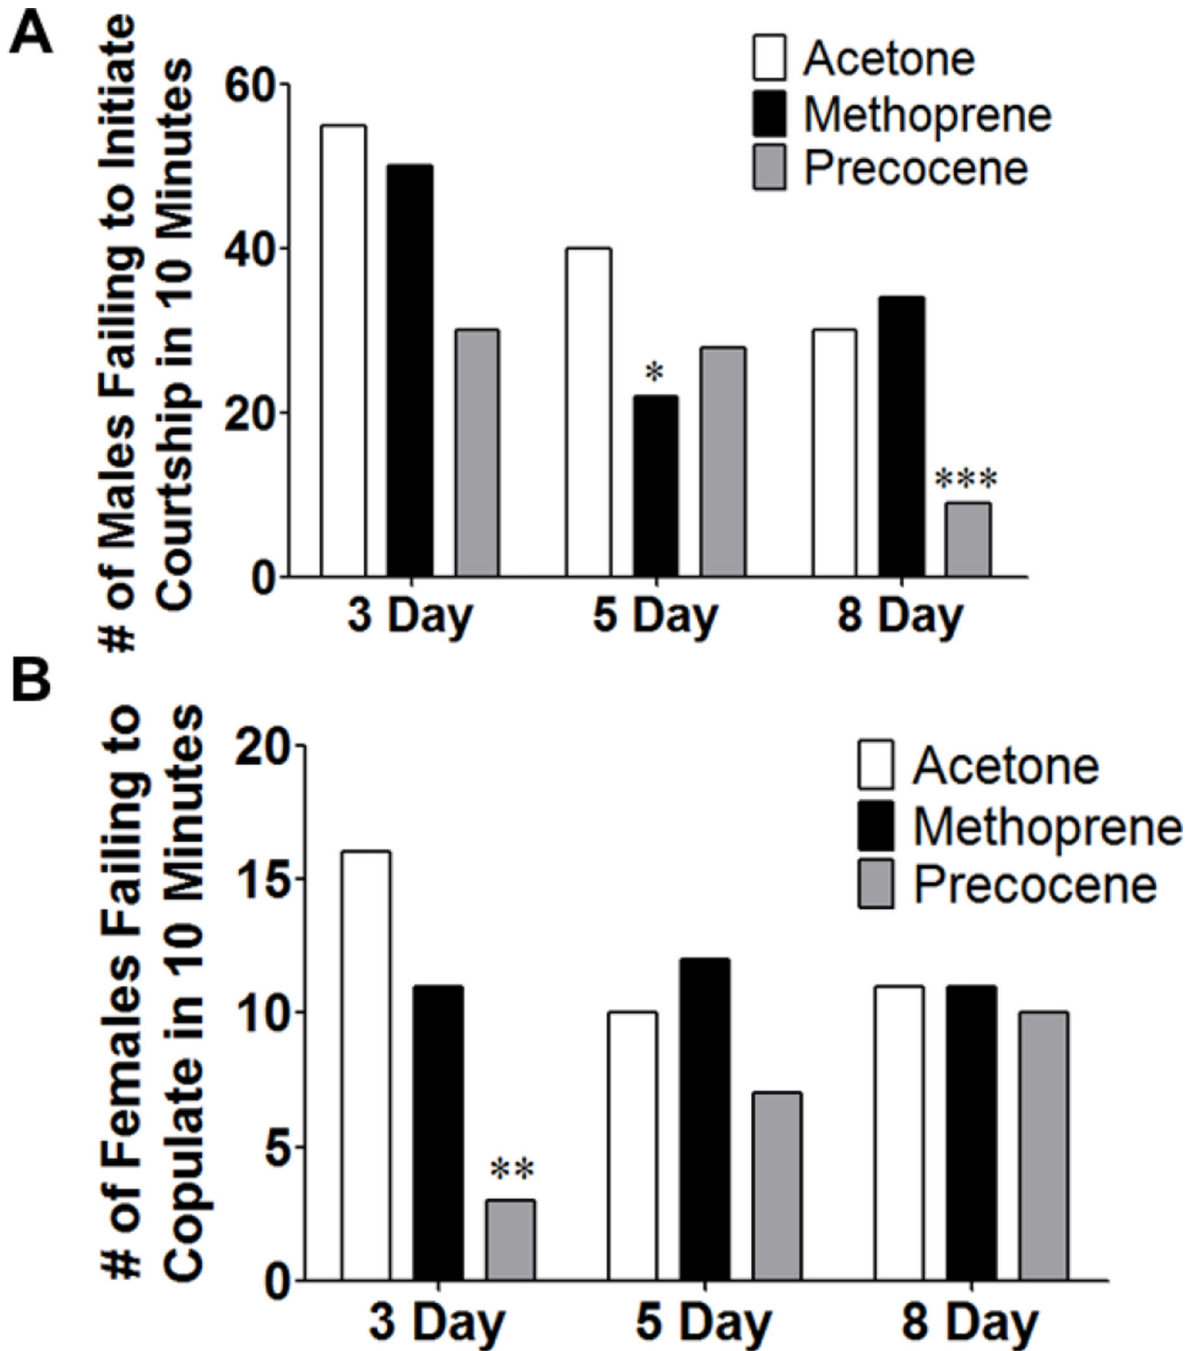 A
# of Males Failing to Initiate
Courtship in 10 Minutes
60
40
20
0
Acetone
Methoprene
Precocene
*
***
3 Day
5 Day
8 Day
B
# of Females Failing to
Copulate in 10 Miinutes
20
15
10
5
0
Acetone
Methoprene
Precocene
**
3 Day
5 Day
8 Day